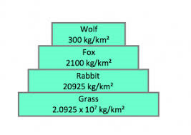 Wolf
300 kg/km²
Fox
2100 kg/km²
Rabbit
20925 kg/km²
Grass
2.0925 x 10⁷ kg/km²